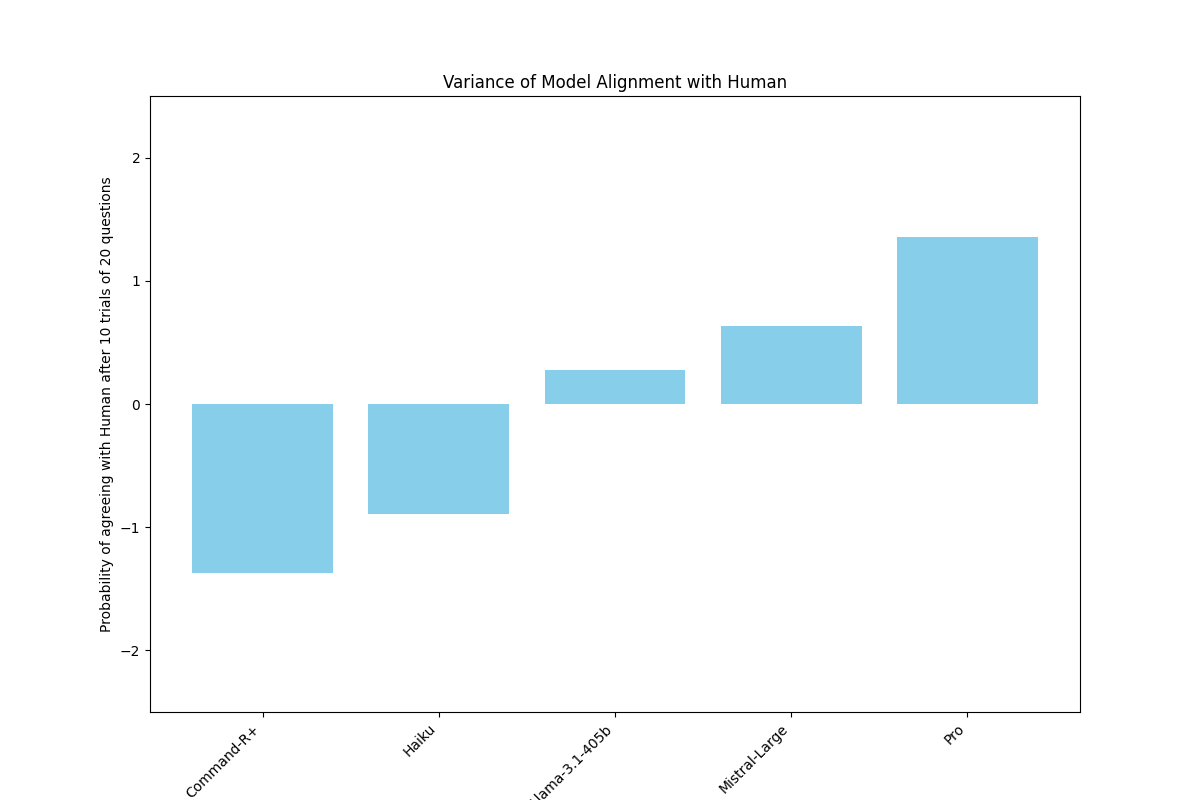 Variance of Model Alignment with Human
Probability of agreeing with Human after 10 trials of 20 questions
2
1
0
−1
−2
Command-R+
Haiku
lama-3.1-405b
Mistral-Large
Pro